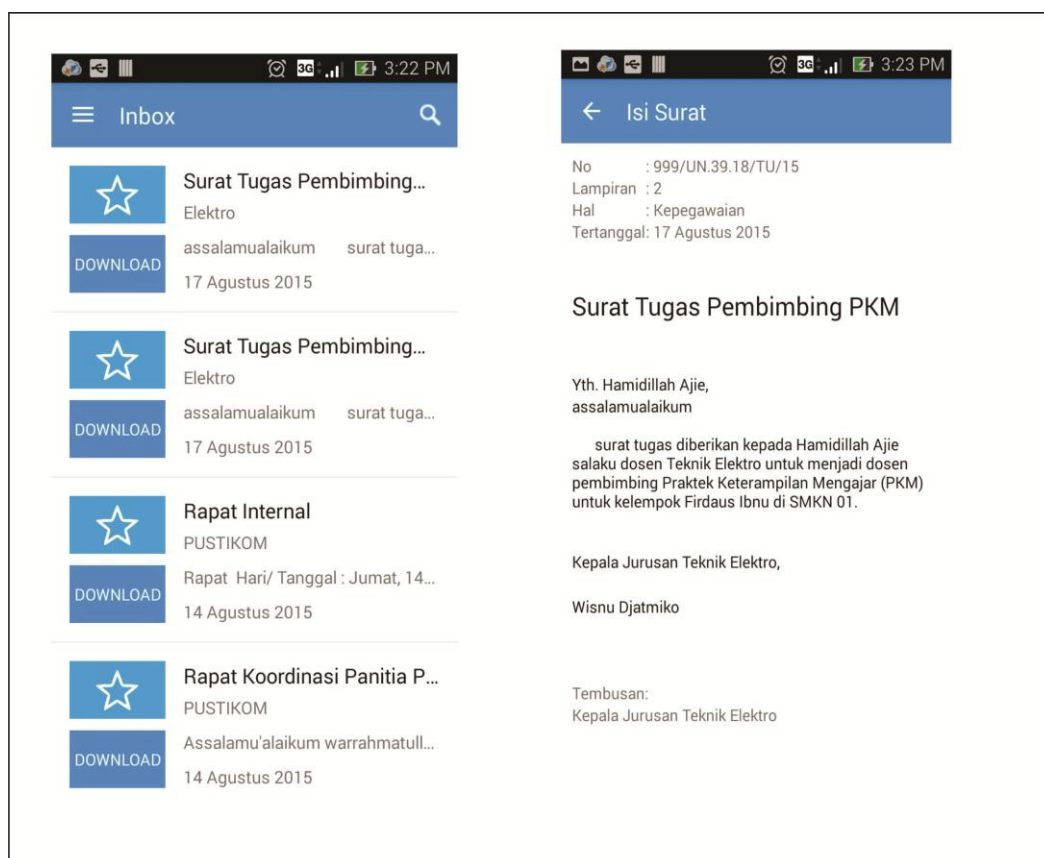 3G 3:22 PM
Inbox
Surat Tugas Pembimbing...
Elektro
DOWNLOAD
assalamualaikum surat tuga...
17 Agustus 2015
Surat Tugas Pembimbing...
Elektro
DOWNLOAD
assalamualaikum surat tuga...
17 Agustus 2015
Rapat Internal
PUSTIKOM
DOWNLOAD
Rapat Hari/ Tanggal : Jumat, 14...
14 Agustus 2015
Rapat Koordinasi Panitia P...
PUSTIKOM
DOWNLOAD
Assalamu'alaikum warrahmatull...
14 Agustus 2015
3G 3:23 PM
Isi Surat
No : 999/UN.39.18/TU/15
Lampiran : 2
Hal : Kepegawaian
Tertanggal: 17 Agustus 2015
Surat Tugas Pembimbing PKM
Yth. Hamidillah Ajie,
assalamualaikum
surat tugas diberikan kepada Hamidillah Ajie
salaku dosen Teknik Elektro untuk menjadi dosen
pembimbing Praktek Keterampilan Mengajar (PKM)
untuk kelempok Firdaus Ibnu di SMKN 01.
Kepala Jurusan Teknik Elektro,
Wisnu Djatmiko
Tembusan:
Kepala Jurusan Teknik Elektro